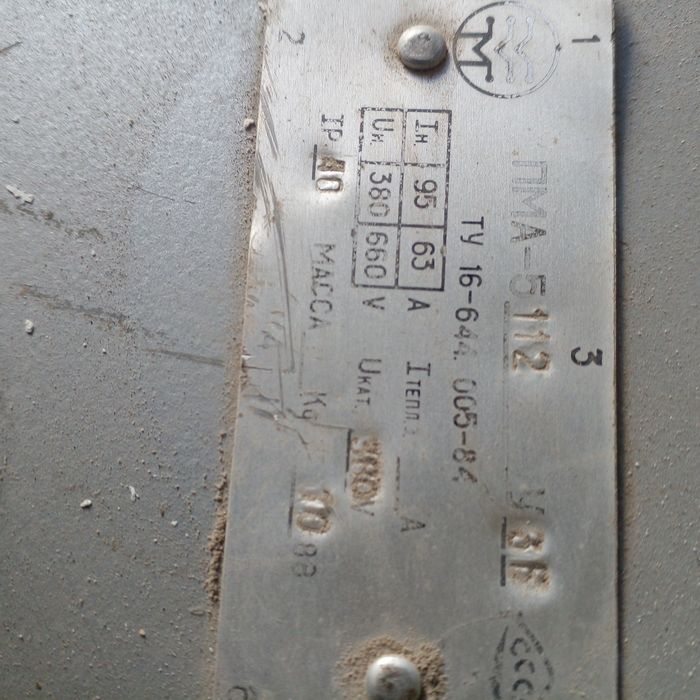 1 3
ПМА-5112 У3Б
ТУ 16-644.005-84
Iн 95 63 A Iтепл. A
Uн 380 660 V Uкат. 380V
IP 40 МАССА Kg
10 88
2